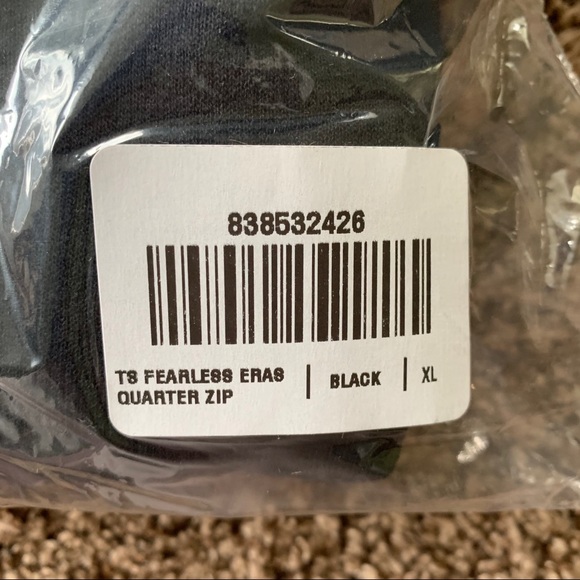 838532426
TS FEARLESS ERAS | BLACK | XL
QUARTER ZIP